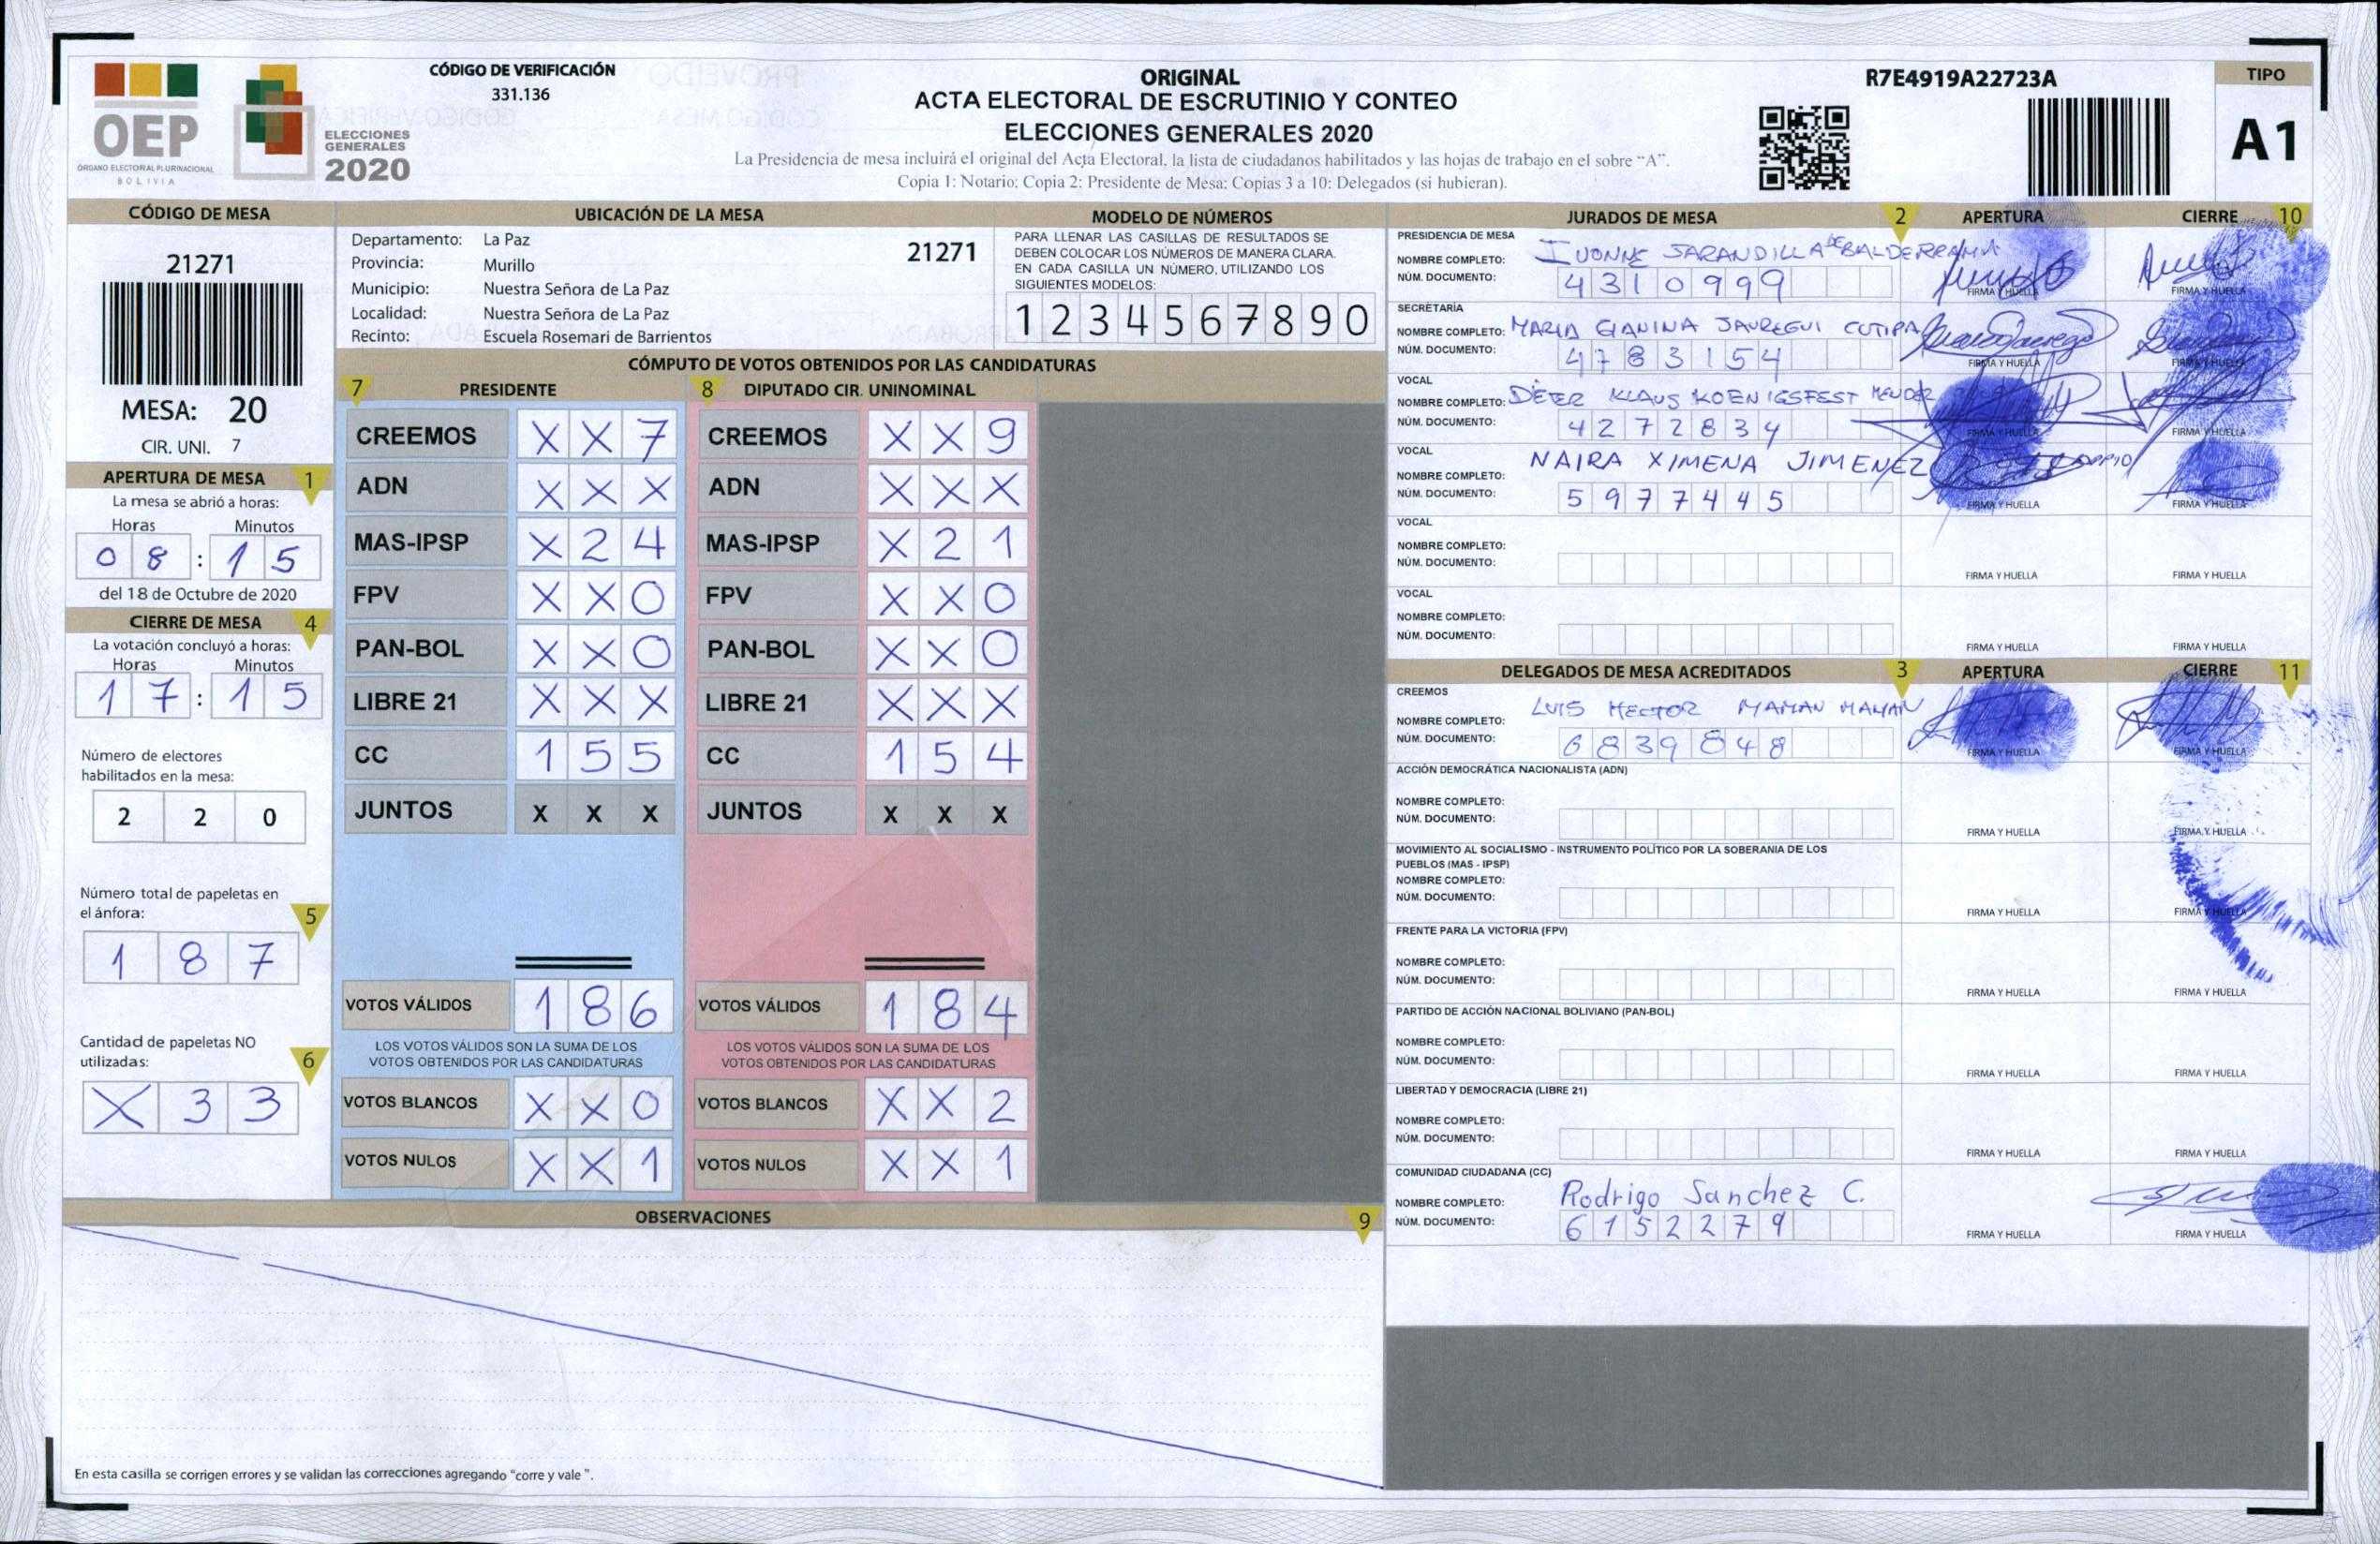 CÓDIGO DE VERIFICACIÓN
331.136
ORIGINAL
ACTA ELECTORAL DE ESCRUTINIO Y CONTEO
ELECCIONES GENERALES 2020
La Presidencia de mesa incluirá el original del Acta Electoral, la lista de ciudadanos habilitados y las hojas de trabajo en el sobre "A".
Copia 1: Notario; Copia 2: Presidente de Mesa; Copias 3 a 10: Delegados (si hubieran).
R7E4919A22723A
TIPO
A1
OEP
ÓRGANO ELECTORAL PLURINACIONAL
BOLIVIA
ELECCIONES
GENERALES
2020
CÓDIGO DE MESA
21271
MESA: 20
CIR. UNI. 7
APERTURA DE MESA 1
La mesa se abrió a horas:
Horas Minutos
0 8 : 1 5
del 18 de Octubre de 2020
CIERRE DE MESA 4
La votación concluyó a horas:
Horas Minutos
1 7 : 1 5
Número de electores
habilitados en la mesa:
2 2 0
Número total de papeletas en
el ánfora: 5
1 8 7
Cantidad de papeletas NO
utilizadas: 6
X 3 3
UBICACIÓN DE LA MESA
Departamento: La Paz
21271
Provincia: Murillo
Municipio: Nuestra Señora de La Paz
Localidad: Nuestra Señora de La Paz
Recinto: Escuela Rosemari de Barrientos
MODELO DE NÚMEROS
PARA LLENAR LAS CASILLAS DE RESULTADOS SE
DEBEN COLOCAR LOS NÚMEROS DE MANERA CLARA.
EN CADA CASILLA UN NÚMERO, UTILIZANDO LOS
SIGUIENTES MODELOS:
1 2 3 4 5 6 7 8 9 0
CÓMPUTO DE VOTOS OBTENIDOS POR LAS CANDIDATURAS
7 PRESIDENTE
CREEMOS X X 7
ADN X X X
MAS-IPSP X 2 4
FPV X X 0
PAN-BOL X X 0
LIBRE 21 X X X
CC 1 5 5
JUNTOS X X X
VOTOS VÁLIDOS 1 8 6
LOS VOTOS VÁLIDOS SON LA SUMA DE LOS
VOTOS OBTENIDOS POR LAS CANDIDATURAS
VOTOS BLANCOS X X 0
VOTOS NULOS X X 1
8 DIPUTADO CIR. UNINOMINAL
CREEMOS X X 9
ADN X X X
MAS-IPSP X 2 1
FPV X X 0
PAN-BOL X X 0
LIBRE 21 X X X
CC 1 5 4
JUNTOS X X X
VOTOS VÁLIDOS 1 8 4
LOS VOTOS VÁLIDOS SON LA SUMA DE LOS
VOTOS OBTENIDOS POR LAS CANDIDATURAS
VOTOS BLANCOS X X 2
VOTOS NULOS X X 1
OBSERVACIONES 9
En esta casilla se corrigen errores y se validan las correcciones agregando "corre y vale ".
JURADOS DE MESA 2 APERTURA CIERRE 10
PRESIDENCIA DE MESA
NOMBRE COMPLETO: IVONNE SARANDILLA DE BALDERRAMA
NÚM. DOCUMENTO: 4310999
FIRMA Y HUELLA FIRMA Y HUELLA
SECRETARÍA
NOMBRE COMPLETO: MARIA GIANINA JAUREGUI CUTIPA
NÚM. DOCUMENTO: 4783154
FIRMA Y HUELLA FIRMA Y HUELLA
VOCAL
NOMBRE COMPLETO: DIETER KLAUS KOENIGSFEST MENDEZ
NÚM. DOCUMENTO: 4272834
FIRMA Y HUELLA FIRMA Y HUELLA
VOCAL
NOMBRE COMPLETO: NAIRA XIMENA JIMENEZ
NÚM. DOCUMENTO: 5977445
FIRMA Y HUELLA FIRMA Y HUELLA
VOCAL
NOMBRE COMPLETO:
NÚM. DOCUMENTO:
FIRMA Y HUELLA FIRMA Y HUELLA
VOCAL
NOMBRE COMPLETO:
NÚM. DOCUMENTO:
FIRMA Y HUELLA FIRMA Y HUELLA
DELEGADOS DE MESA ACREDITADOS 3 APERTURA CIERRE 11
CREEMOS
NOMBRE COMPLETO: LUIS HECTOR MAMAN MAMAN
NÚM. DOCUMENTO: 6839848
FIRMA Y HUELLA FIRMA Y HUELLA
ACCIÓN DEMOCRÁTICA NACIONALISTA (ADN)
NOMBRE COMPLETO:
NÚM. DOCUMENTO:
FIRMA Y HUELLA FIRMA Y HUELLA
MOVIMIENTO AL SOCIALISMO - INSTRUMENTO POLÍTICO POR LA SOBERANIA DE LOS
PUEBLOS (MAS - IPSP)
NOMBRE COMPLETO:
NÚM. DOCUMENTO:
FIRMA Y HUELLA FIRMA Y HUELLA
FRENTE PARA LA VICTORIA (FPV)
NOMBRE COMPLETO:
NÚM. DOCUMENTO:
FIRMA Y HUELLA FIRMA Y HUELLA
PARTIDO DE ACCIÓN NACIONAL BOLIVIANO (PAN-BOL)
NOMBRE COMPLETO:
NÚM. DOCUMENTO:
FIRMA Y HUELLA FIRMA Y HUELLA
LIBERTAD Y DEMOCRACIA (LIBRE 21)
NOMBRE COMPLETO:
NÚM. DOCUMENTO:
FIRMA Y HUELLA FIRMA Y HUELLA
COMUNIDAD CIUDADANA (CC)
NOMBRE COMPLETO: Rodrigo Sanchez C.
NÚM. DOCUMENTO: 6152279
FIRMA Y HUELLA FIRMA Y HUELLA